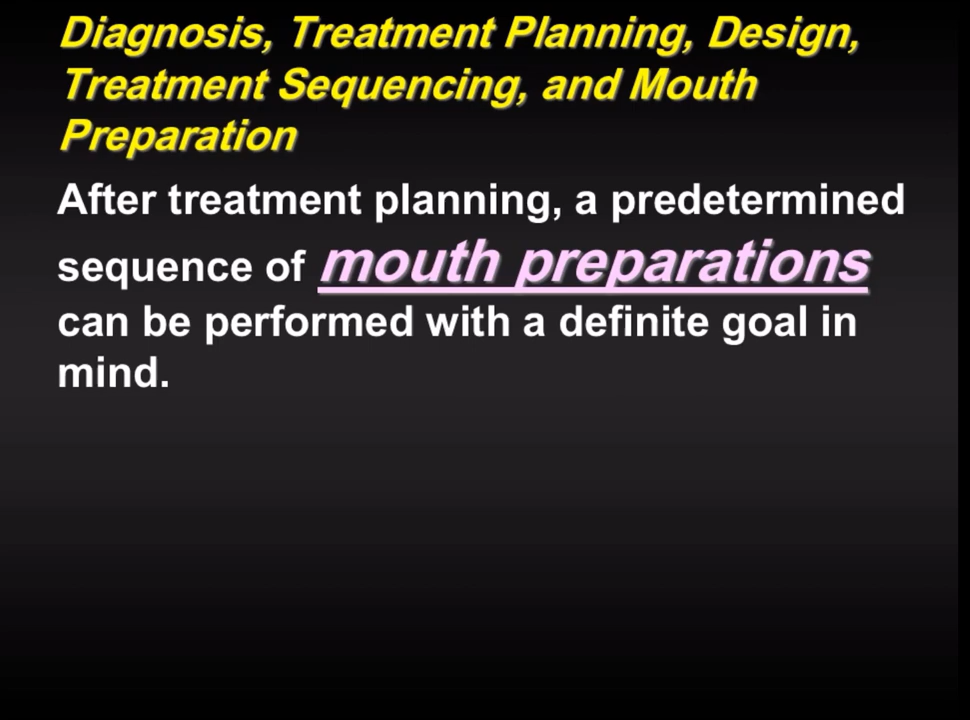 Diagnosis, Treatment Planning, Design,
Treatment Sequencing, and Mouth
Preparation
After treatment planning, a predetermined
sequence of mouth preparations
can be performed with a definite goal in
mind.